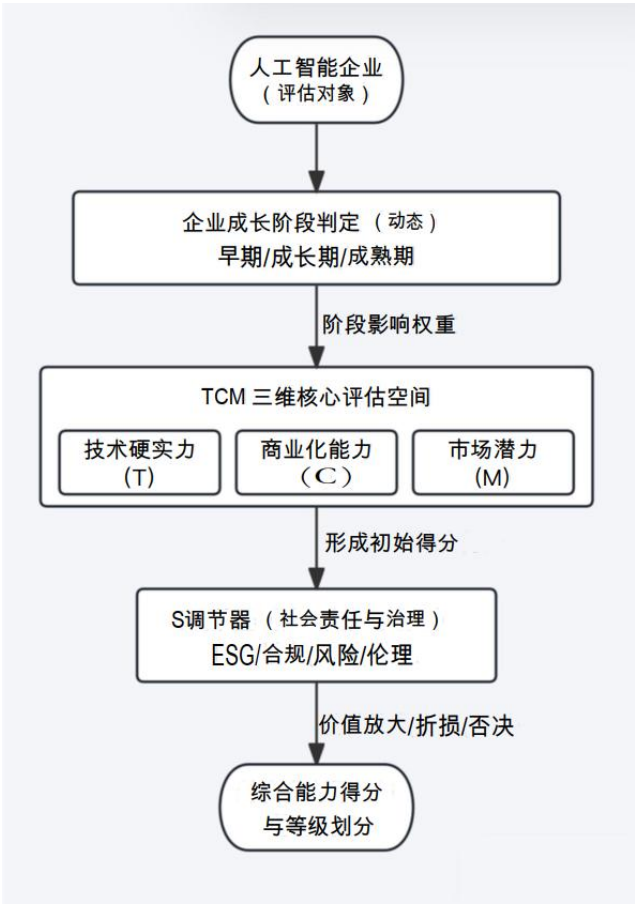 人工智能企业
（评估对象）
企业成长阶段判定（动态）
早期/成长期/成熟期
阶段影响权重
TCM 三维核心评估空间
技术硬实力
(T)
商业化能力
（C）
市场潜力
(M)
形成初始得分
S调节器（社会责任与治理）
ESG/合规/风险/伦理
价值放大/折损/否决
综合能力得分
与等级划分